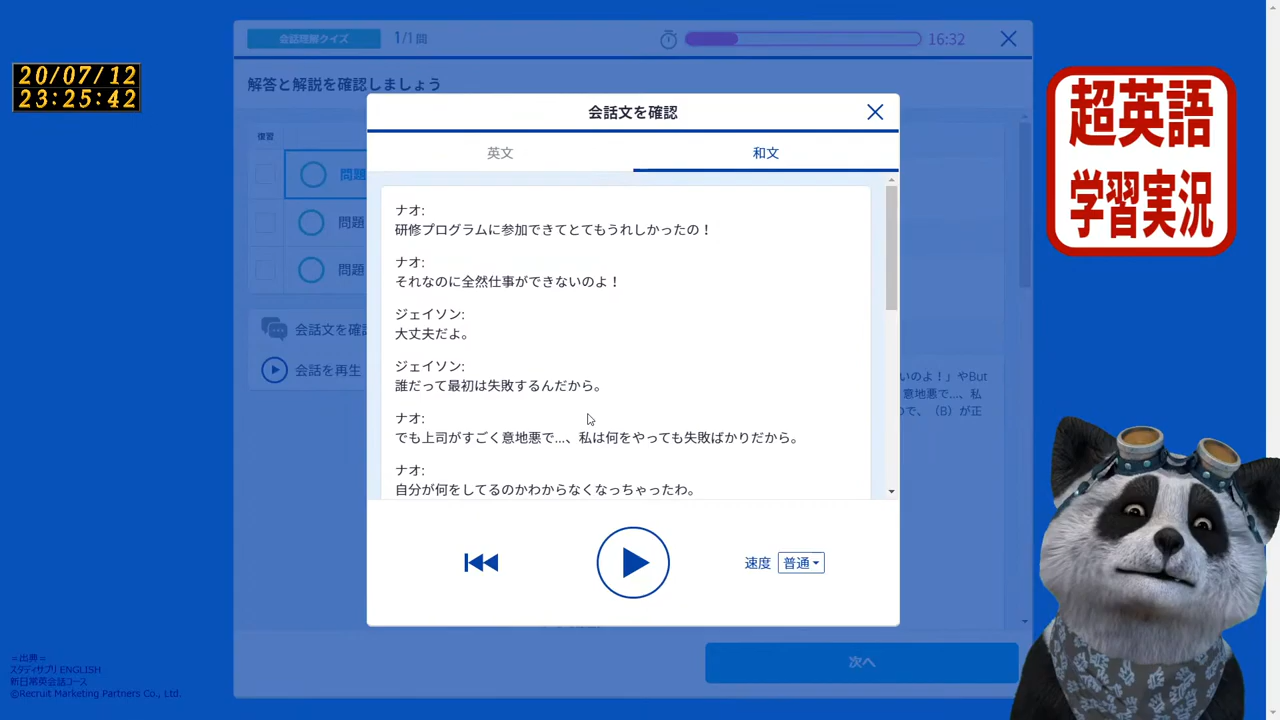 20/07/12
23:25:42
会話理解クイズ
1/1問
16:32
解答と解説を確認しましょう
復習
問題
問題
問題
会話文を確認
会話を再生
会話文を確認
英文
和文
ナオ:
研修プログラムに参加できてとてもうれしかったの！
ナオ:
それなのに全然仕事ができないのよ！
ジェイソン:
大丈夫だよ。
ジェイソン:
誰だって最初は失敗するんだから。
ナオ:
でも上司がすごく意地悪で…、私は何をやっても失敗ばかりだから。
ナオ:
自分が何をしてるのかわからなくなっちゃったわ。
速度 普通
いのよ！」やBut
意地悪で…、私
ので、（B）が正
次へ
超英語
学習実況
＝出典＝
スタディサプリ ENGLISH
新日常英会話コース
©Recruit Marketing Partners Co., Ltd.